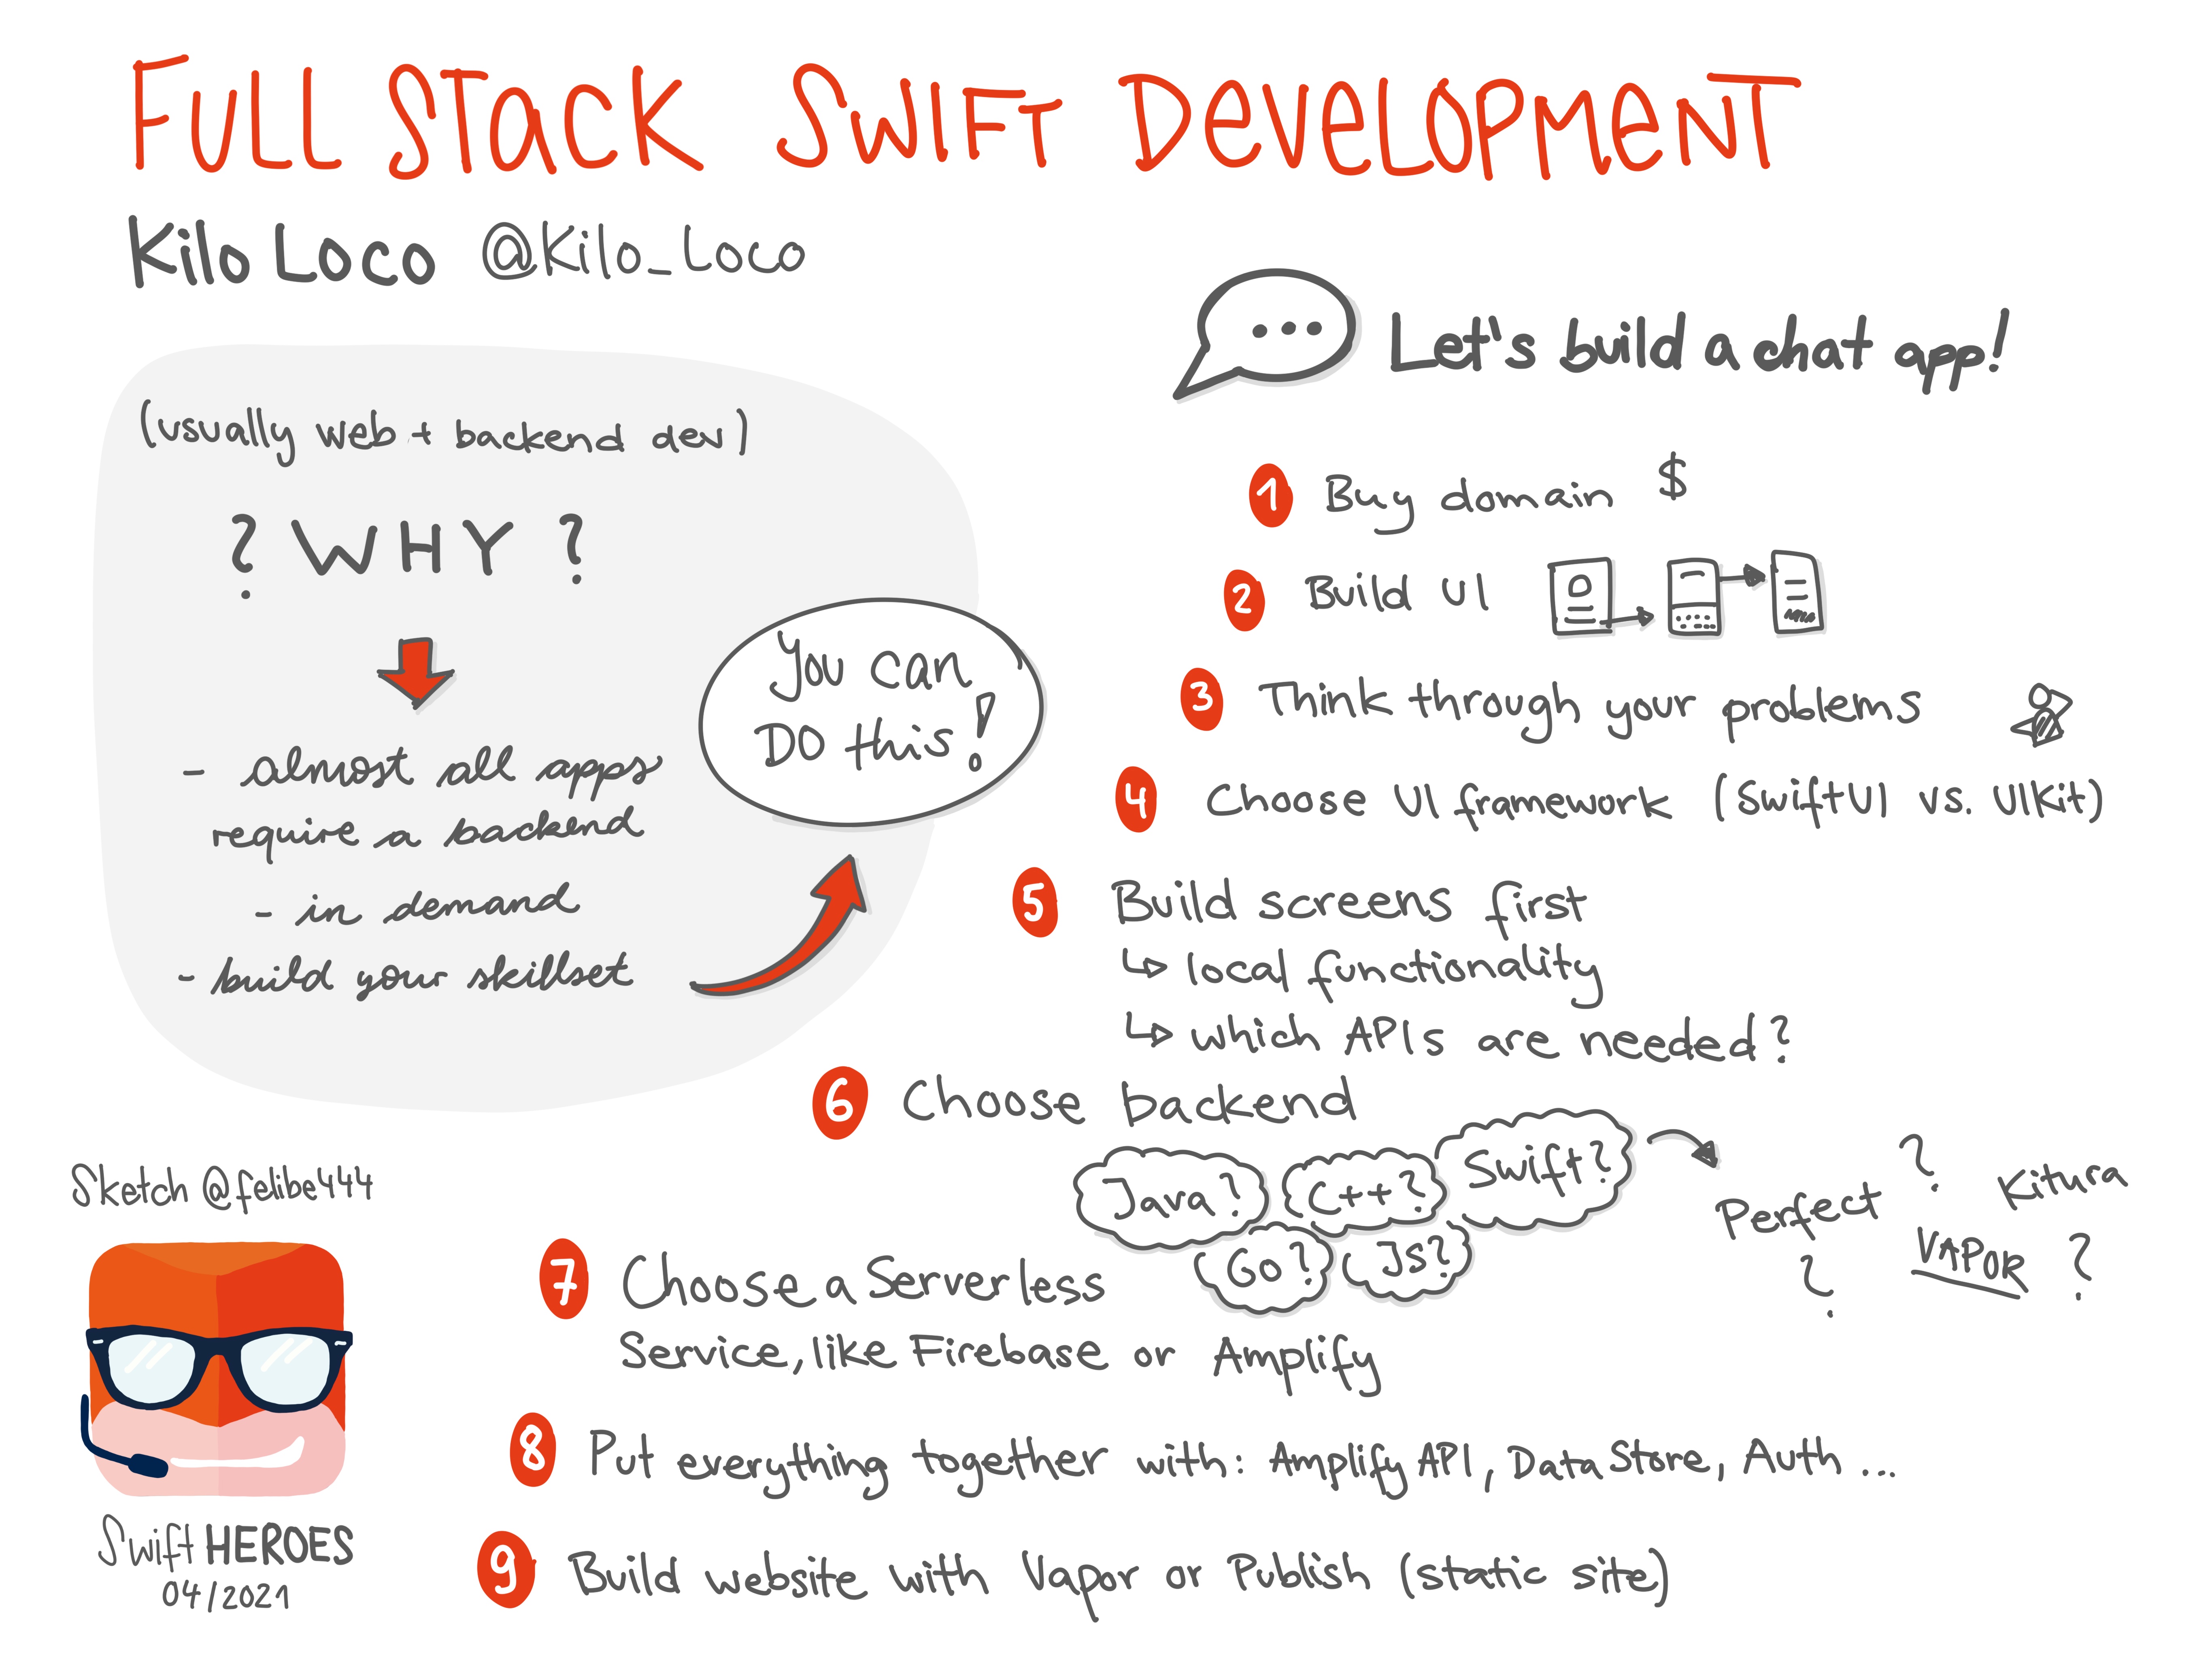 FULL STACK SWIFT DEVELOPMENT
Kilo Loco @Kilo_Loco
(usually web + backend dev)
? WHY ?
- almost all apps
require a backend
- in demand
- build your skillset
You can
DO this!
Let's build a chat app!
1 Buy domain $
2 Build UI
3 Think through your problems
4 Choose UI framework (SwiftUI vs. UIKit)
5 Build screens first
↳ local functionality
↳ which APIs are needed?
6 Choose backend
Java? C++? Swift?
Go? JS?
Perfect ? Kitura
? VAPOR ?
7 Choose a Serverless
Service, like Firebase or Amplify
8 Put everything together with: Amplify API, DataStore, Auth ...
9 Build website with Vapor or Publish (static site)
Sketch @felibe444
Swift HEROES
04/2021